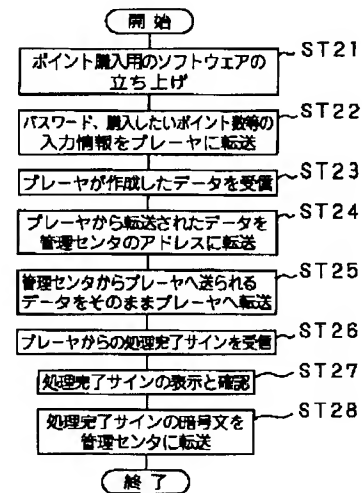 開始
ポイント購入用のソフトウェアの
立ち上げ
ST21
パスワード、購入したいポイント数等の
入力情報をプレーヤに転送
ST22
プレーヤが作成したデータを受信
ST23
プレーヤから転送されたデータを
管理センタのアドレスに転送
ST24
管理センタからプレーヤへ送られる
データをそのままプレーヤへ転送
ST25
プレーヤからの処理完了サインを受信
ST26
処理完了サインの表示と確認
ST27
処理完了サインの暗号文を
管理センタに転送
ST28
終了